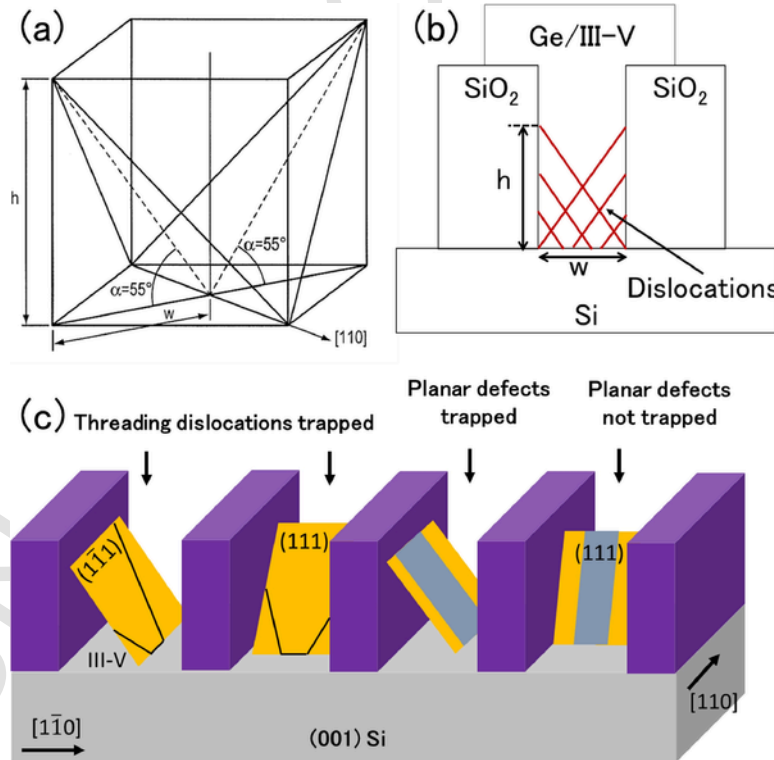 (a)
h
α=55°
α=55°
w
[110]
(b)
Ge/III-V
SiO₂
SiO₂
h
w
Dislocations
Si
(c)
Threading dislocations trapped
Planar defects
trapped
Planar defects
not trapped
(11̄1)
(111)
(111)
III-V
[110]
[11̄0]
(001) Si